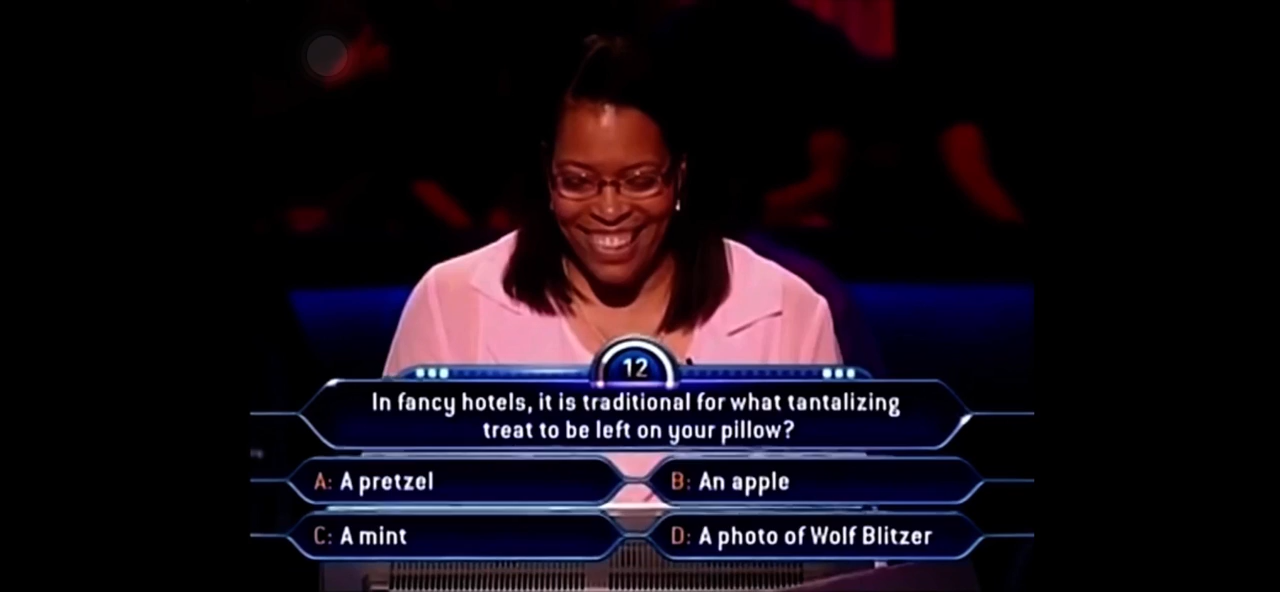 12
In fancy hotels, it is traditional for what tantalizing
treat to be left on your pillow?
A: A pretzel
B: An apple
C: A mint
D: A photo of Wolf Blitzer